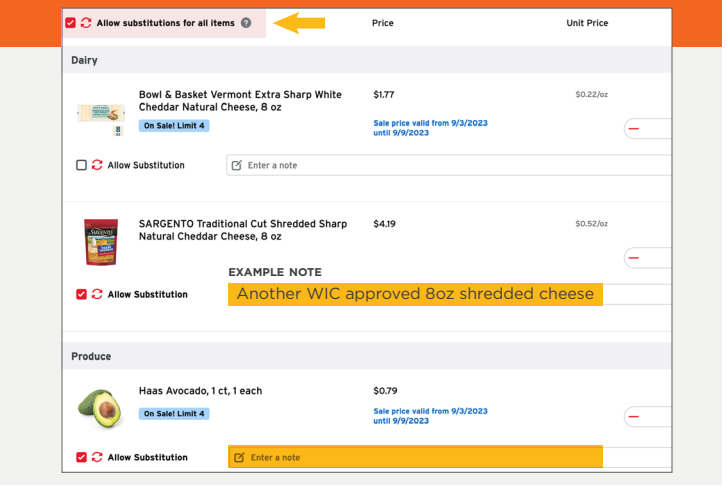 Allow substitutions for all items ? Price Unit Price
Dairy
Bowl & Basket Vermont Extra Sharp White
Cheddar Natural Cheese, 8 oz
$1.77
$0.22/oz
On Sale! Limit 4
Sale price valid from 9/3/2023
until 9/9/2023
8
Allow Substitution
Enter a note
SARGENTO Traditional Cut Shredded Sharp
Natural Cheddar Cheese, 8 oz
$4.19
$0.52/oz
SARGENTO
EXAMPLE NOTE
Allow Substitution
Another WIC approved 8oz shredded cheese
Produce
Haas Avocado, 1 ct, 1 each
$0.79
On Sale! Limit 4
Sale price valid from 9/3/2023
until 9/9/2023
Allow Substitution
Enter a note